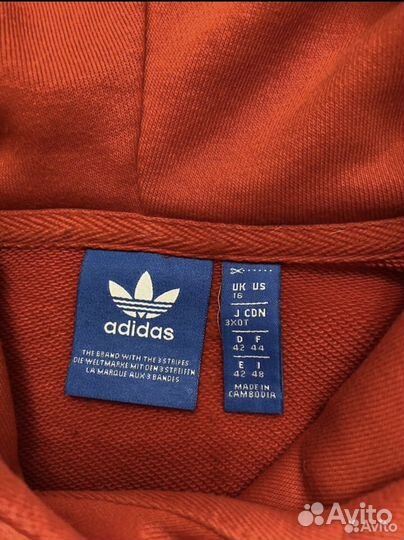 adidas
THE BRAND WITH THE 3 STRIPES
DIE WELTMARKE MIT DEN 3 STREIFEN
LA MARQUE AUX 3 BANDES
UK US
16
J CDN
3XOT
D F
42 44
E I
42 48
MADE IN
CAMBODIA
Avito
Avito